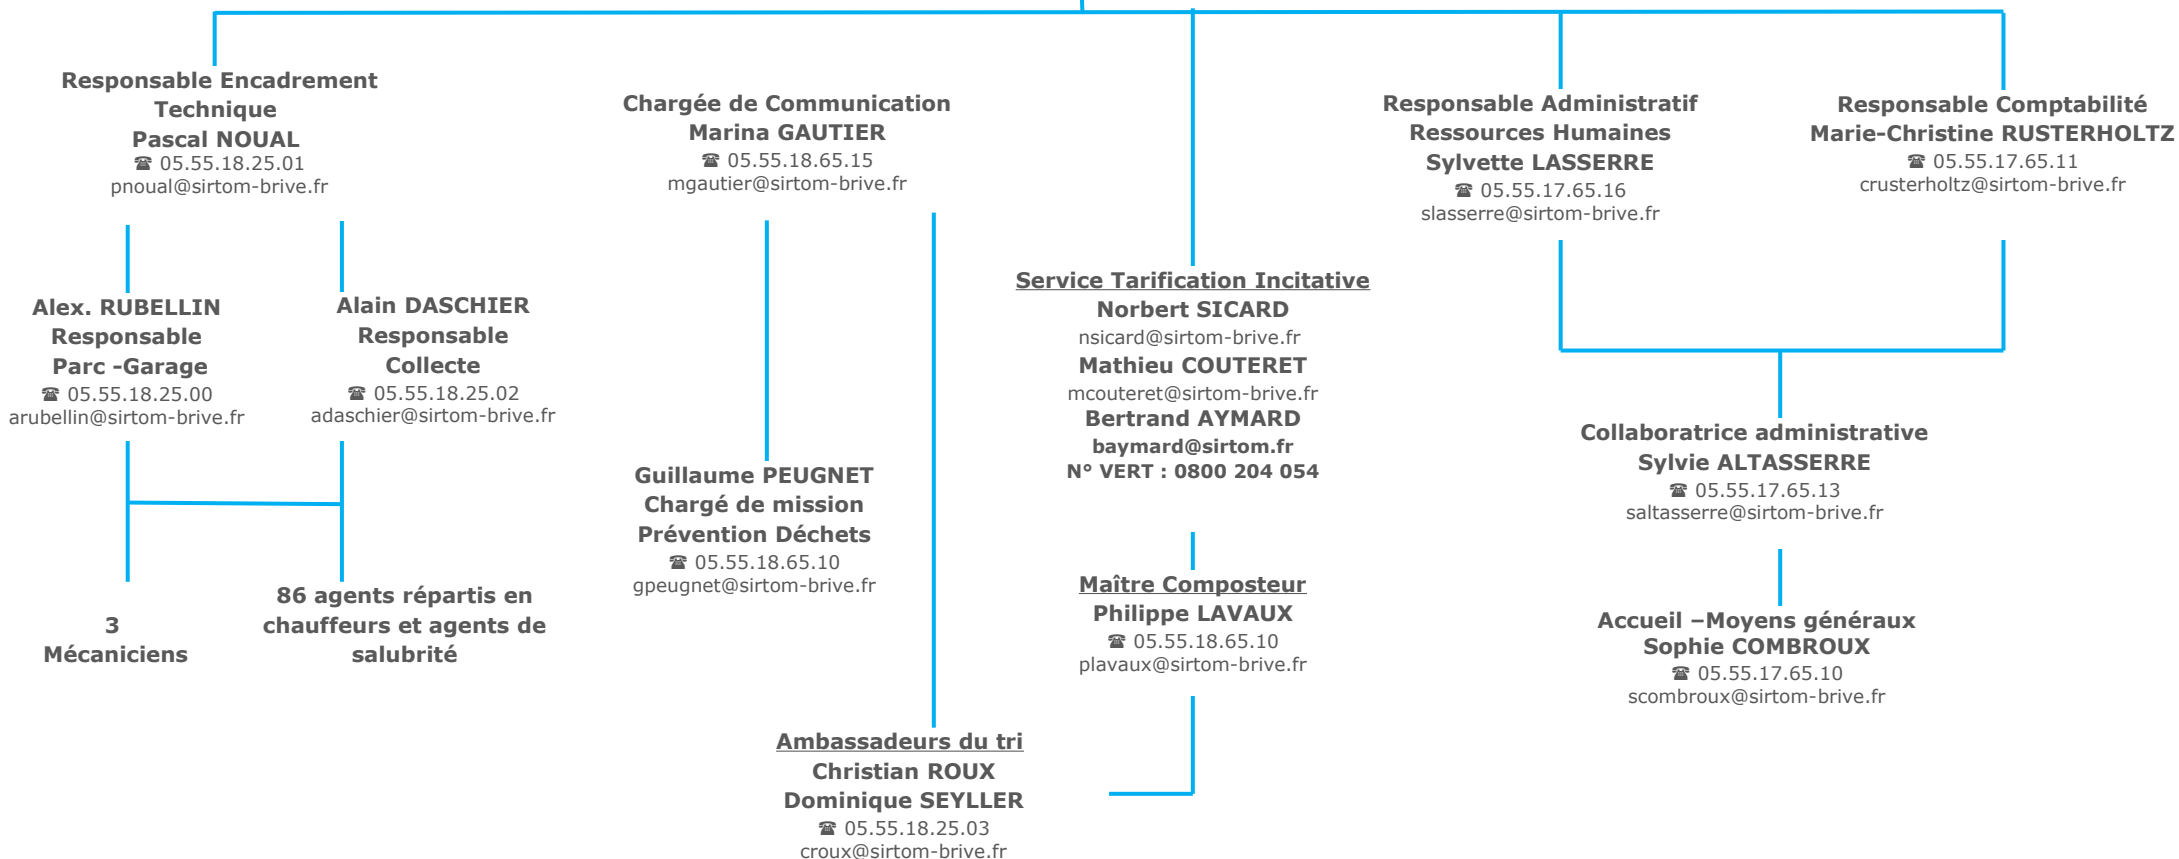 Responsable Encadrement
Technique
Pascal NOUAL
☎ 05.55.18.25.01
pnoual@sirtom-brive.fr
Chargée de Communication
Marina GAUTIER
☎ 05.55.18.65.15
mgautier@sirtom-brive.fr
Responsable Administratif
Ressources Humaines
Sylvette LASSERRE
☎ 05.55.17.65.16
slasserre@sirtom-brive.fr
Responsable Comptabilité
Marie-Christine RUSTERHOLTZ
☎ 05.55.17.65.11
crusterholtz@sirtom-brive.fr
Alex. RUBELLIN
Responsable
Parc -Garage
☎ 05.55.18.25.00
arubellin@sirtom-brive.fr
Alain DASCHIER
Responsable
Collecte
☎ 05.55.18.25.02
adaschier@sirtom-brive.fr
Service Tarification Incitative
Norbert SICARD
nsicard@sirtom-brive.fr
Mathieu COUTERET
mcouteret@sirtom-brive.fr
Bertrand AYMARD
baymard@sirtom.fr
N° VERT : 0800 204 054
Collaboratrice administrative
Sylvie ALTASSERRE
☎ 05.55.17.65.13
saltasserre@sirtom-brive.fr
Guillaume PEUGNET
Chargé de mission
Prévention Déchets
☎ 05.55.18.65.10
gpeugnet@sirtom-brive.fr
3
Mécaniciens
86 agents répartis en
chauffeurs et agents de
salubrité
Maître Composteur
Philippe LAVAUX
☎ 05.55.18.65.10
plavaux@sirtom-brive.fr
Accueil –Moyens généraux
Sophie COMBROUX
☎ 05.55.17.65.10
scombroux@sirtom-brive.fr
Ambassadeurs du tri
Christian ROUX
Dominique SEYLLER
☎ 05.55.18.25.03
croux@sirtom-brive.fr